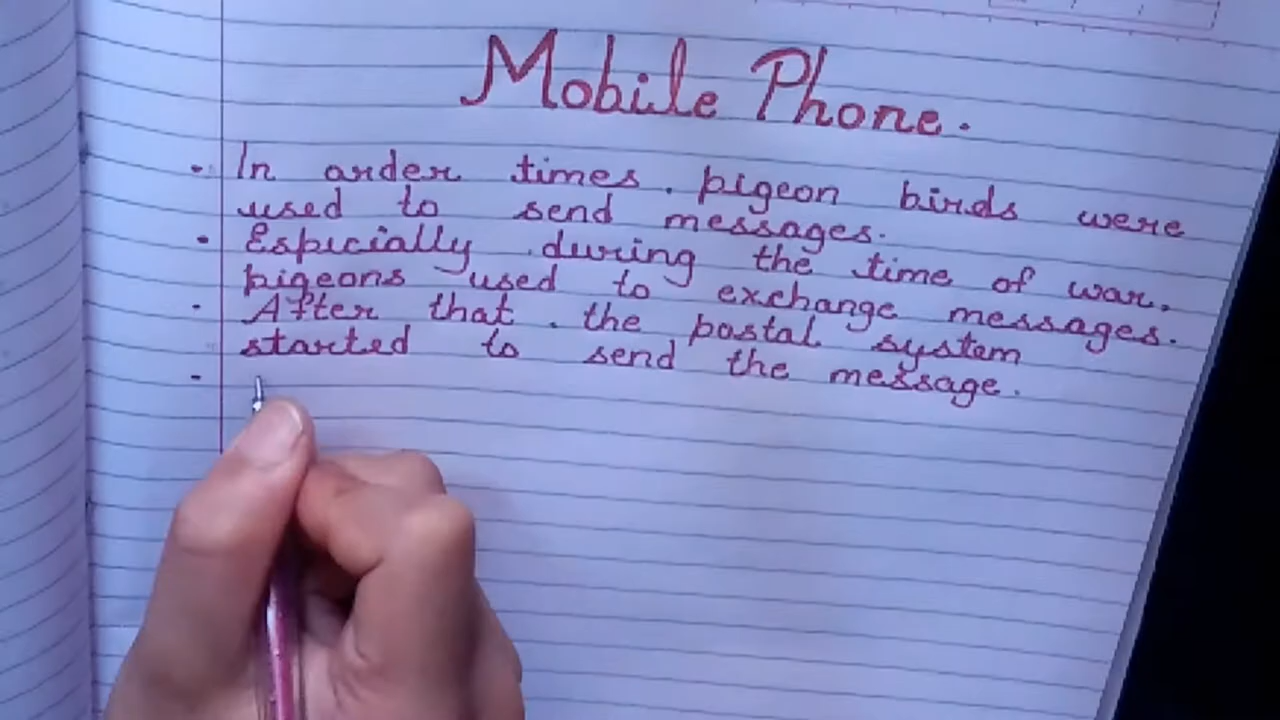 Mobile Phone.
- In arder times. pigeon birds were
used to send messages.
- Especially during the time of war.
pigeons used to exchange messages.
- After that. the postal system
started to send the message.
-